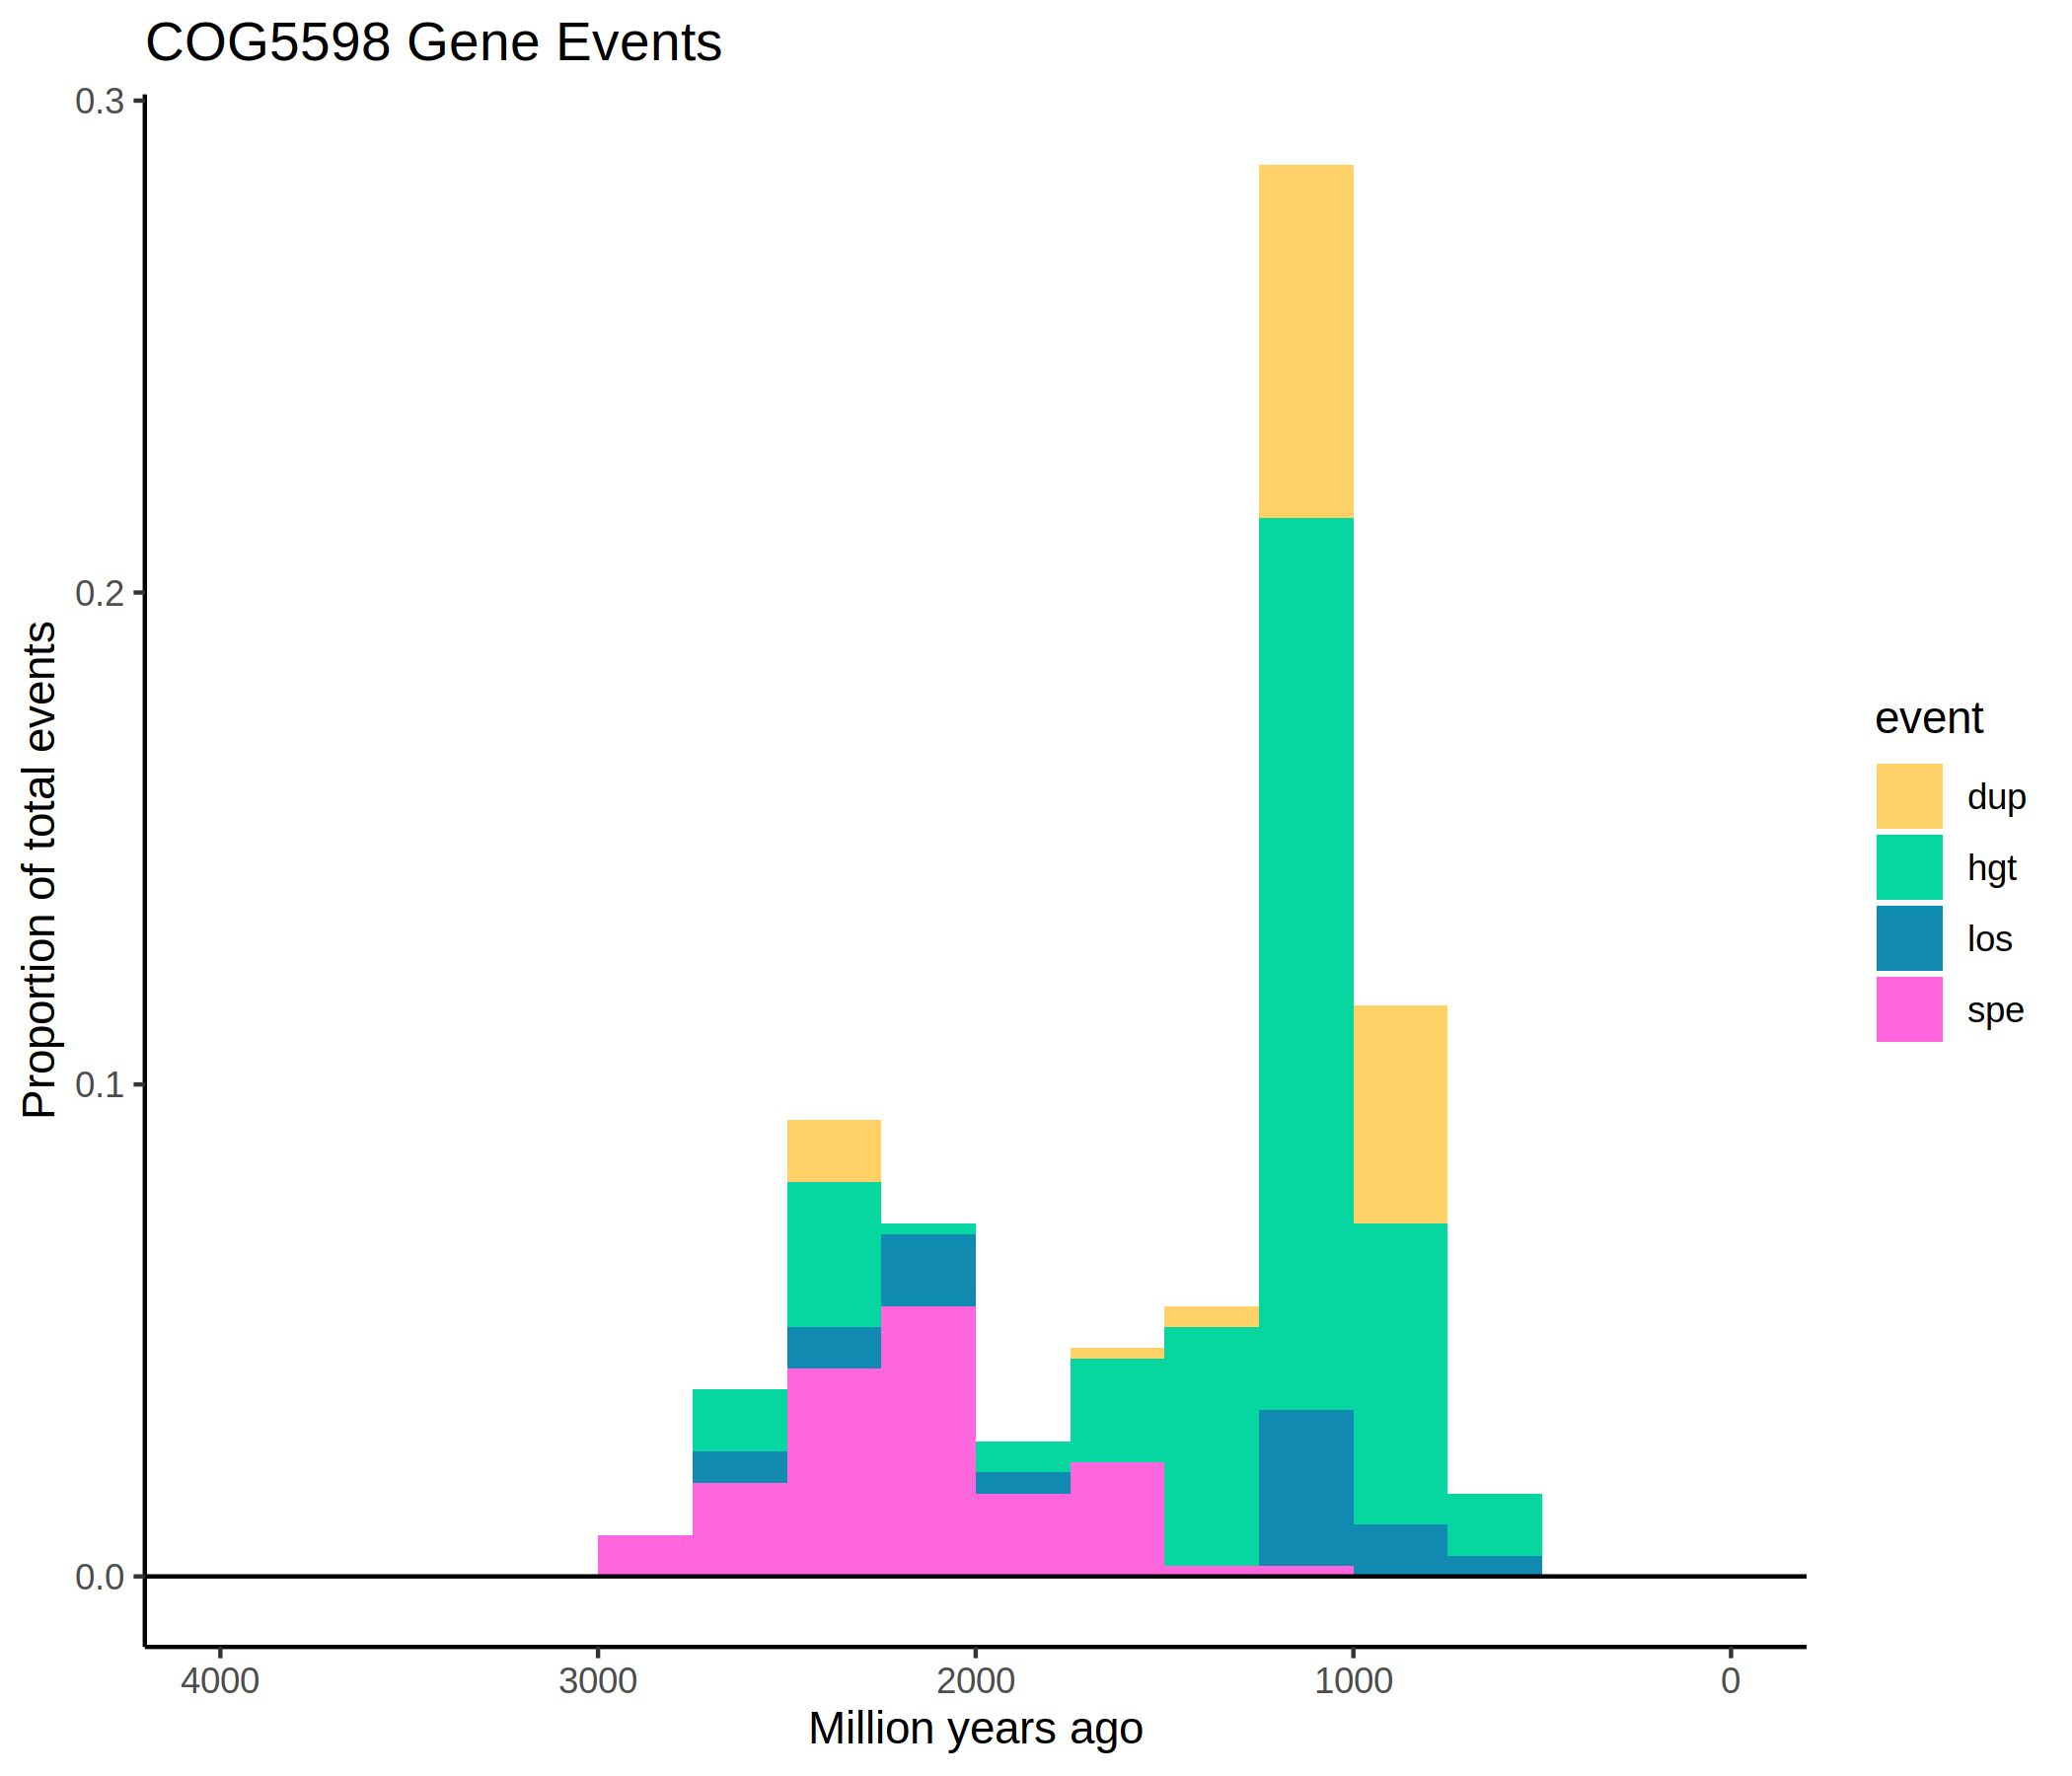 COG5598 Gene Events
0.3
0.2
0.1
0.0
Proportion of total events
4000 3000 2000 1000 0
Million years ago
event
dup
hgt
los
spe